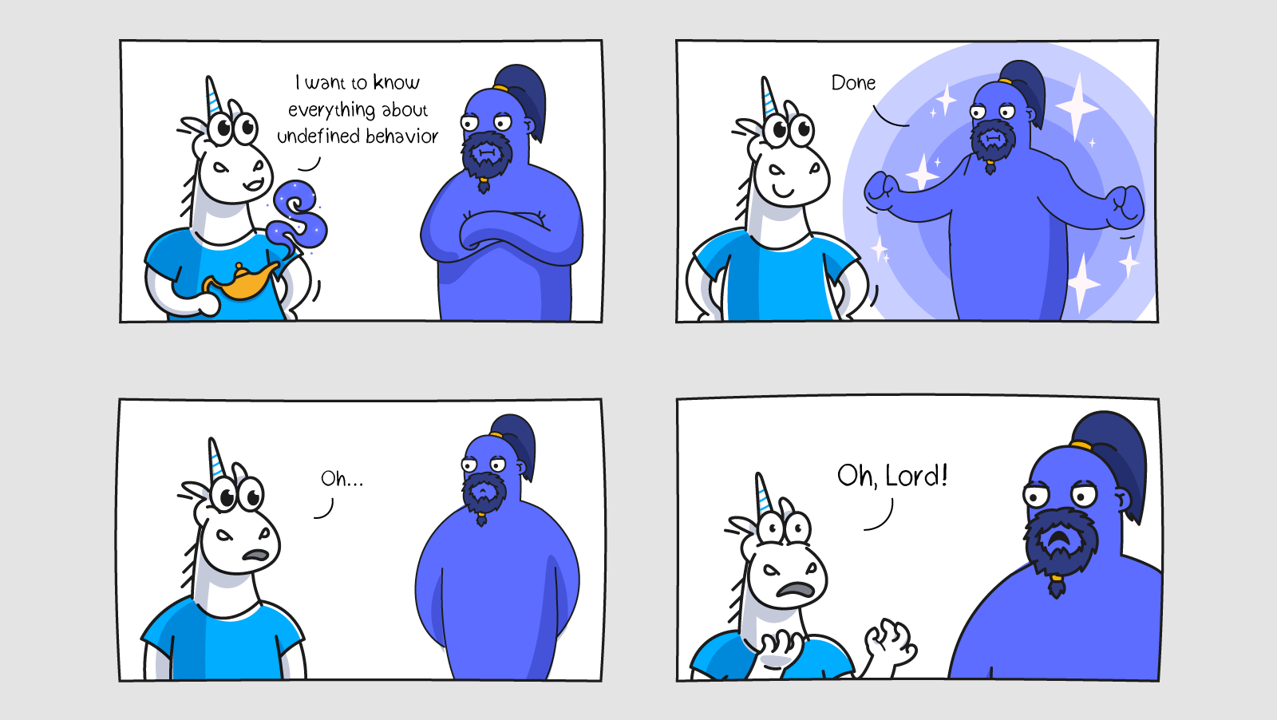 I want to know
everything about
undefined behavior
Done
Oh...
Oh, Lord!